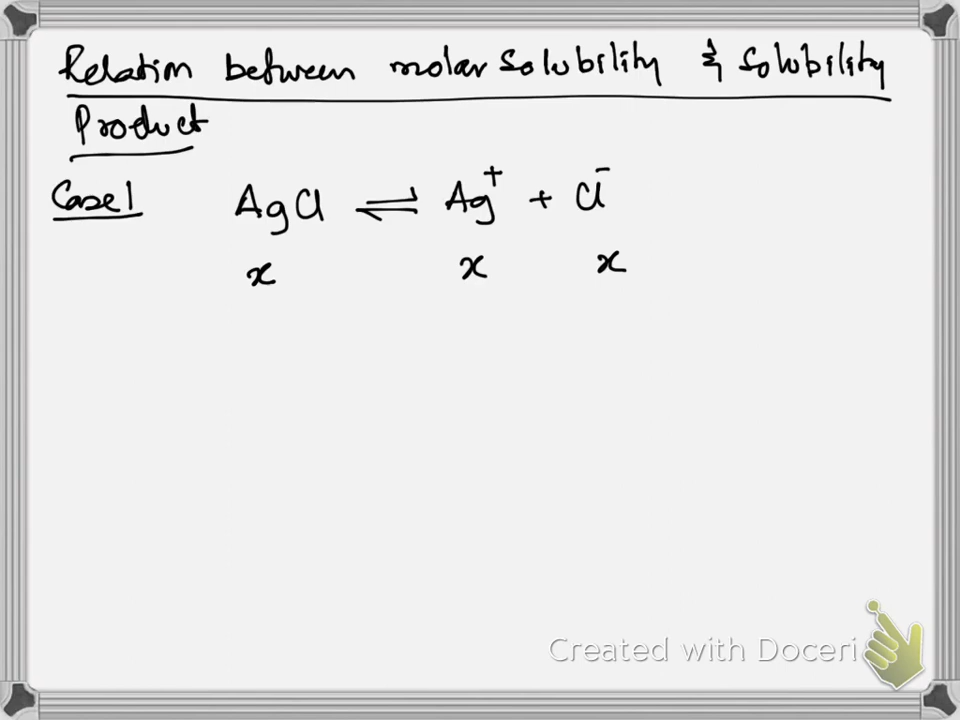 Relation between molar solubility & solubility
Product
Case 1 AgCl ⇌ Ag⁺ + Cl⁻
x x x
Created with Doceri